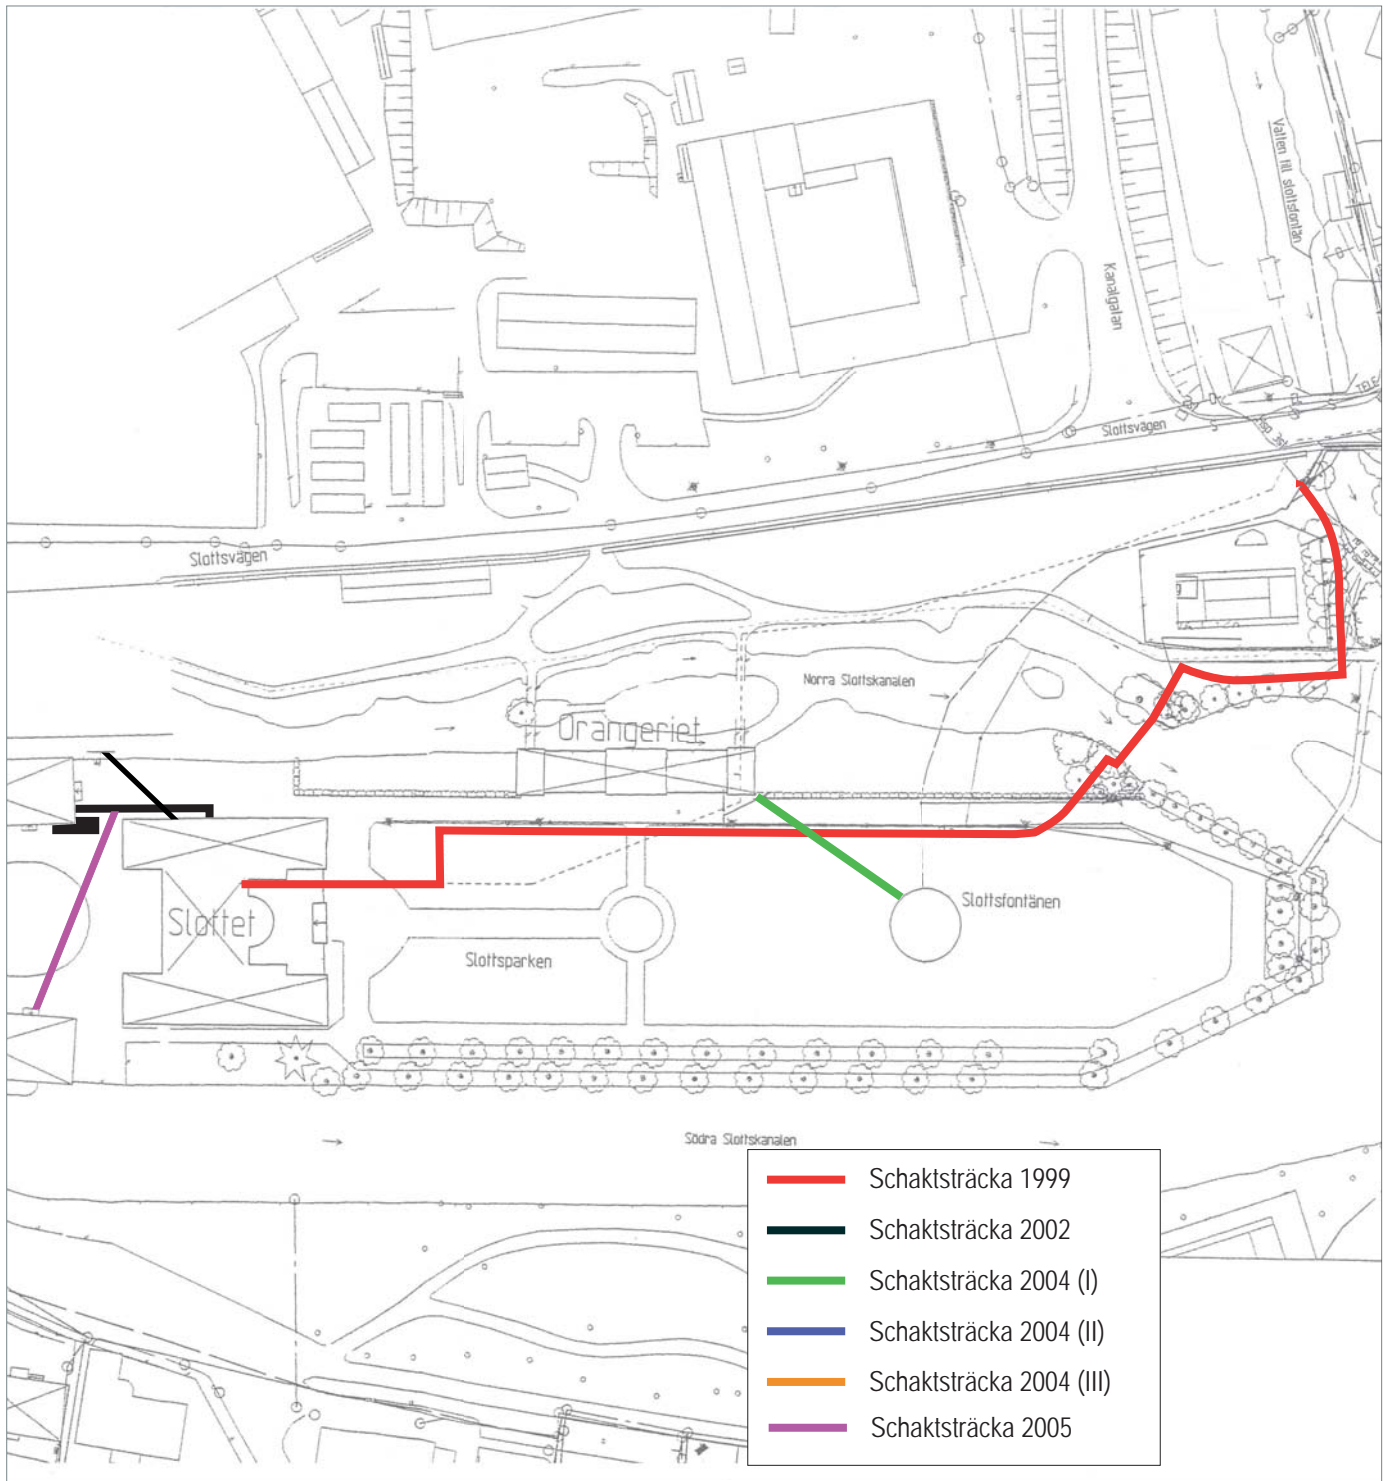 Vatten till slottsfontän
Kanalgatan
TELE
Slottsvägen
Slottsvägen
Norra Slottskanalen
Orangeriet
Slottsfontänen
Slottet
Slottsparken
Södra Slottskanalen
Schaktsträcka 1999
Schaktsträcka 2002
Schaktsträcka 2004 (I)
Schaktsträcka 2004 (II)
Schaktsträcka 2004 (III)
Schaktsträcka 2005